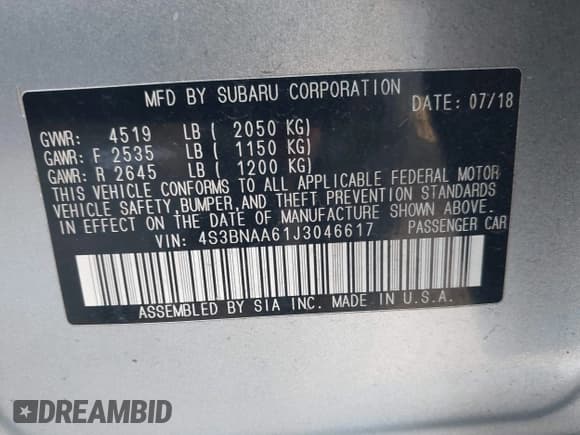 MFD BY SUBARU CORPORATION
DATE: 07/18
GVWR: 4519 LB ( 2050 KG)
GAWR: F 2535 LB ( 1150 KG)
GAWR: R 2645 LB ( 1200 KG)
THIS VEHICLE CONFORMS TO ALL APPLICABLE FEDERAL MOTOR
VEHICLE SAFETY, BUMPER, AND THEFT PREVENTION STANDARDS
IN EFFECT ON THE DATE OF MANUFACTURE SHOWN ABOVE.
VIN: 4S3BNAA61J3046617 PASSENGER CAR
ASSEMBLED BY SIA INC. MADE IN U.S.A.
DREAMBID